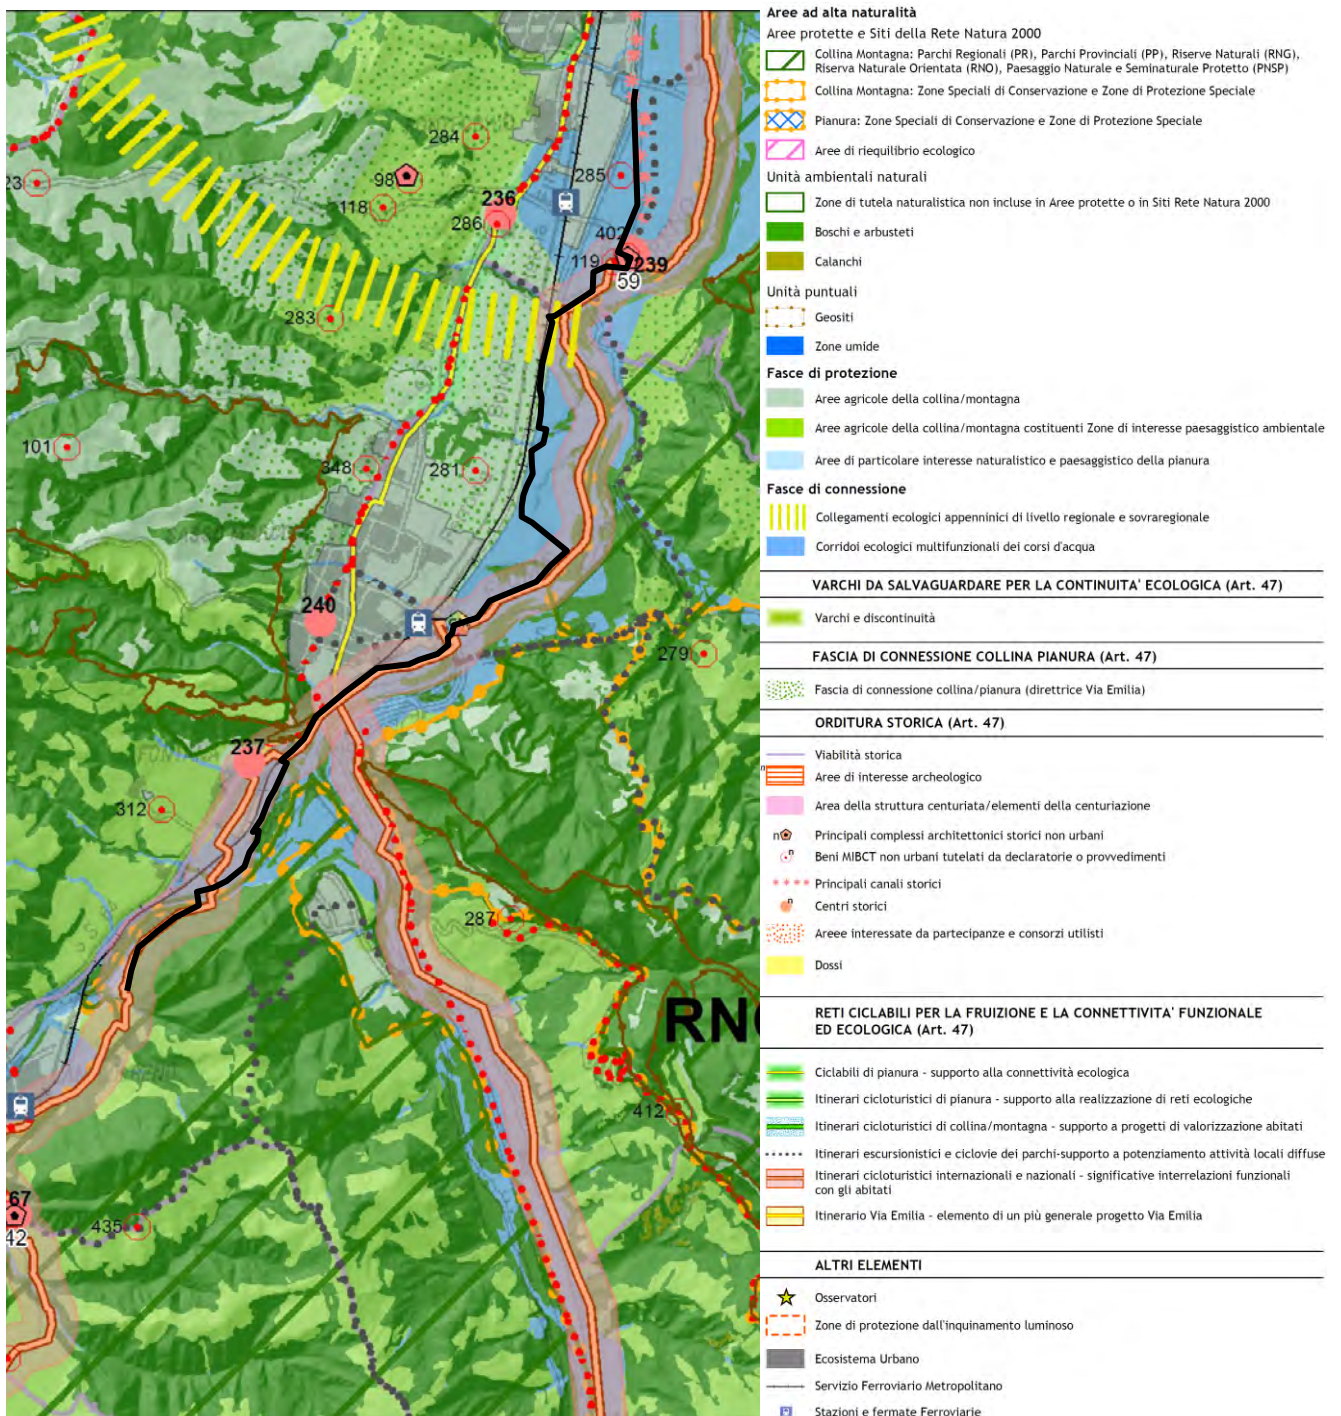 284
23
98
118
285
236
286
402
119
239
59
283
101
348
281
240
279
237
312
287
RN
412
67
435
42
Aree ad alta naturalità
Aree protette e Siti della Rete Natura 2000
Collina Montagna: Parchi Regionali (PR), Parchi Provinciali (PP), Riserve Naturali (RNG),
Riserva Naturale Orientata (RNO), Paesaggio Naturale e Seminaturale Protetto (PNSP)
Collina Montagna: Zone Speciali di Conservazione e Zone di Protezione Speciale
Pianura: Zone Speciali di Conservazione e Zone di Protezione Speciale
Aree di riequilibrio ecologico
Unità ambientali naturali
Zone di tutela naturalistica non incluse in Aree protette o in Siti Rete Natura 2000
Boschi e arbusteti
Calanchi
Unità puntuali
Geositi
Zone umide
Fasce di protezione
Aree agricole della collina/montagna
Aree agricole della collina/montagna costituenti Zone di interesse paesaggistico ambientale
Aree di particolare interesse naturalistico e paesaggistico della pianura
Fasce di connessione
Collegamenti ecologici appenninici di livello regionale e sovraregionale
Corridoi ecologici multifunzionali dei corsi d'acqua
VARCHI DA SALVAGUARDARE PER LA CONTINUITA' ECOLOGICA (Art. 47)
Varchi e discontinuità
FASCIA DI CONNESSIONE COLLINA PIANURA (Art. 47)
Fascia di connessione collina/pianura (direttrice Via Emilia)
ORDITURA STORICA (Art. 47)
Viabilità storica
n
Aree di interesse archeologico
Area della struttura centuriata/elementi della centuriazione
n Principali complessi architettonici storici non urbani
n Beni MIBCT non urbani tutelati da declaratorie o provvedimenti
Principali canali storici
n Centri storici
Areee interessate da partecipanze e consorzi utilisti
Dossi
RETI CICLABILI PER LA FRUIZIONE E LA CONNETTIVITA' FUNZIONALE
ED ECOLOGICA (Art. 47)
Ciclabili di pianura - supporto alla connettività ecologica
Itinerari cicloturistici di pianura - supporto alla realizzazione di reti ecologiche
Itinerari cicloturistici di collina/montagna - supporto a progetti di valorizzazione abitati
Itinerari escursionistici e ciclovie dei parchi-supporto a potenziamento attività locali diffuse
Itinerari cicloturistici internazionali e nazionali - significative interrelazioni funzionali
con gli abitati
Itinerario Via Emilia - elemento di un più generale progetto Via Emilia
ALTRI ELEMENTI
Osservatori
Zone di protezione dall'inquinamento luminoso
Ecosistema Urbano
Servizio Ferroviario Metropolitano
Stazioni e fermate Ferroviarie